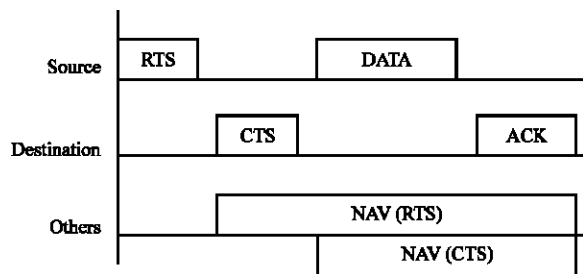 Source RTS DATA
Destination CTS ACK
Others NAV (RTS)
NAV (CTS)